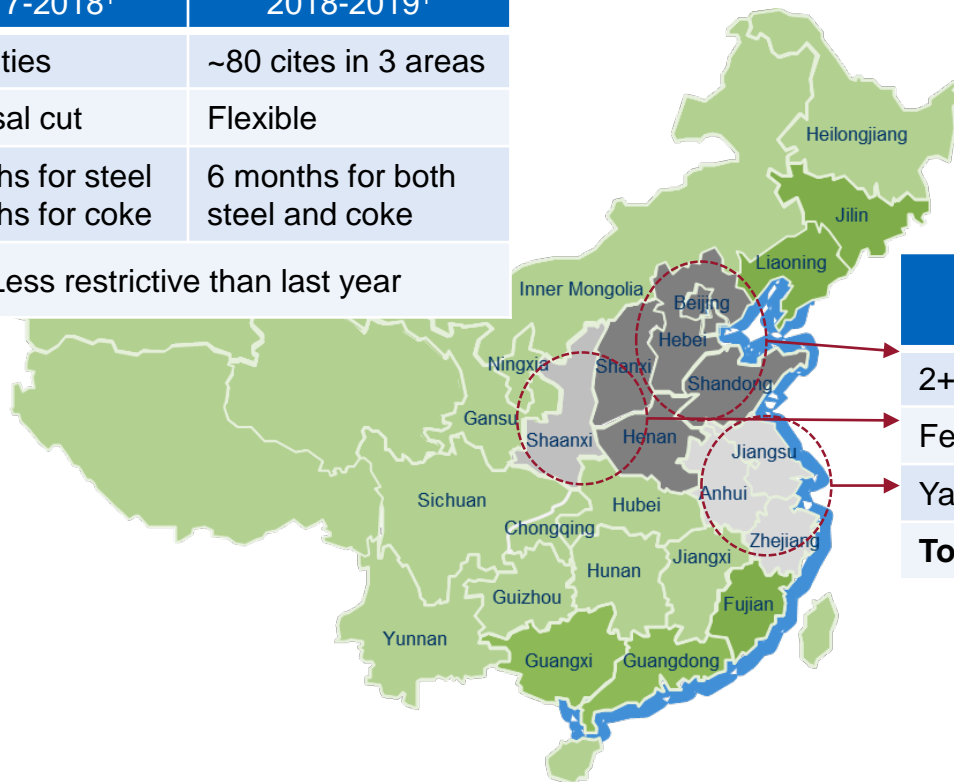 7-2018¹ 2018-2019¹
ties ~80 cites in 3 areas
sal cut Flexible
hs for steel 6 months for both
hs for coke steel and coke
Less restrictive than last year
Heilongjiang
Jilin
Liaoning
Inner Mongolia
Beijing
Hebei
Ningxia
Shanxi
Shandong
2+
Gansu
Shaanxi
Henan
Fe
Jiangsu
Anhui
Ya
Sichuan
Hubei
Chongqing
Zhejiang
To
Jiangxi
Hunan
Guizhou
Fujian
Yunnan
Guangxi
Guangdong